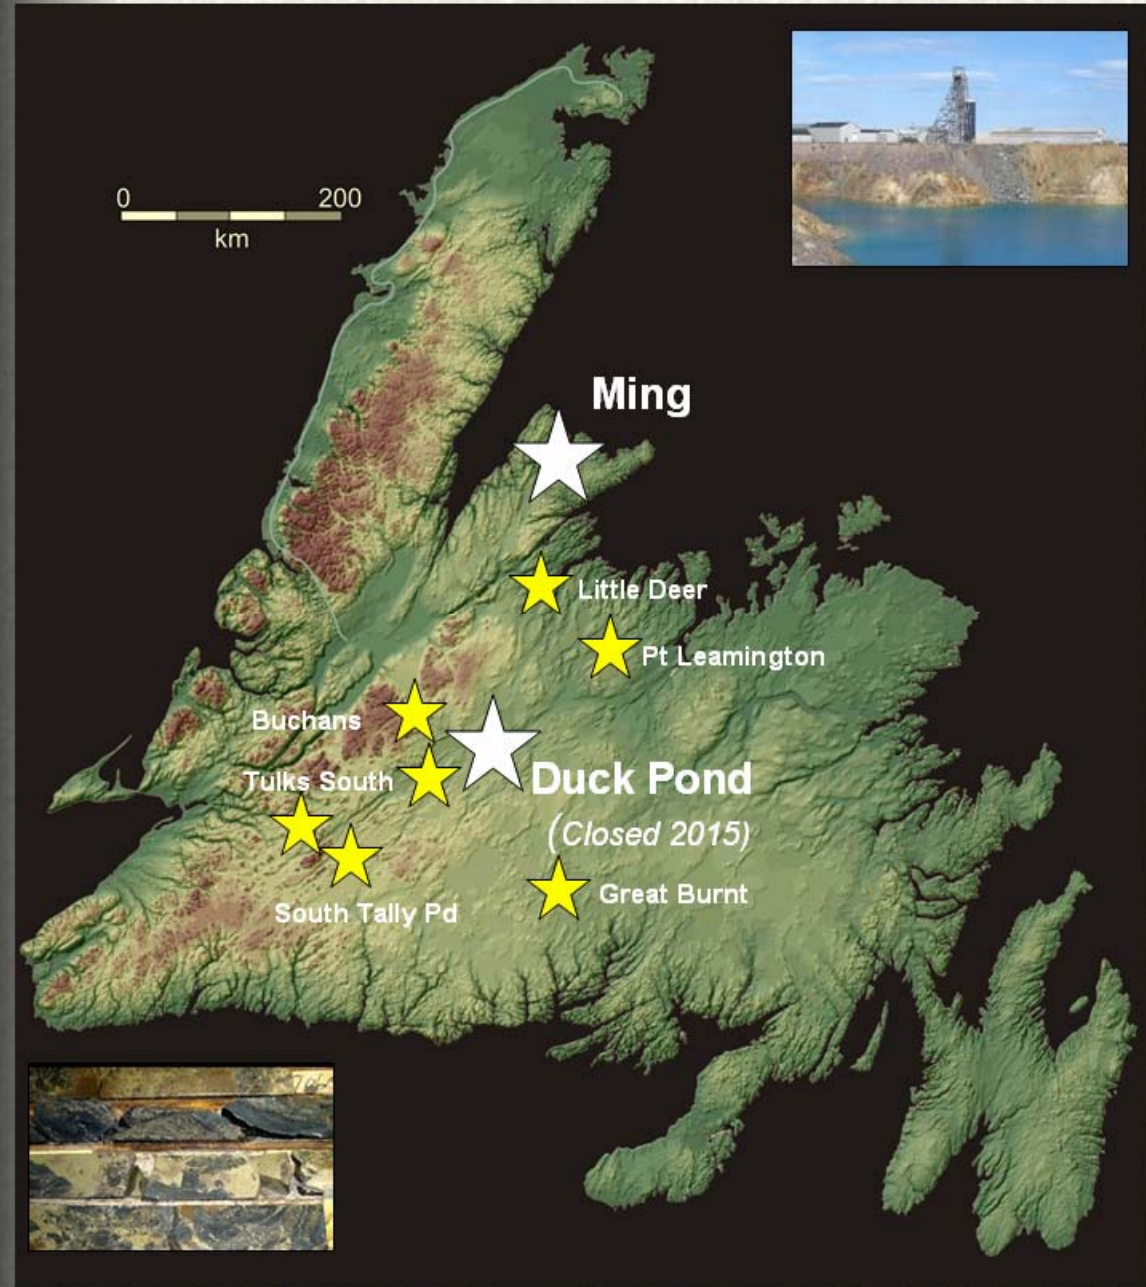 0 200
km
Ming
Little Deer
Pt Leamington
Buchans
Tulks South
Duck Pond
(Closed 2015)
South Tally Pd
Great Burnt